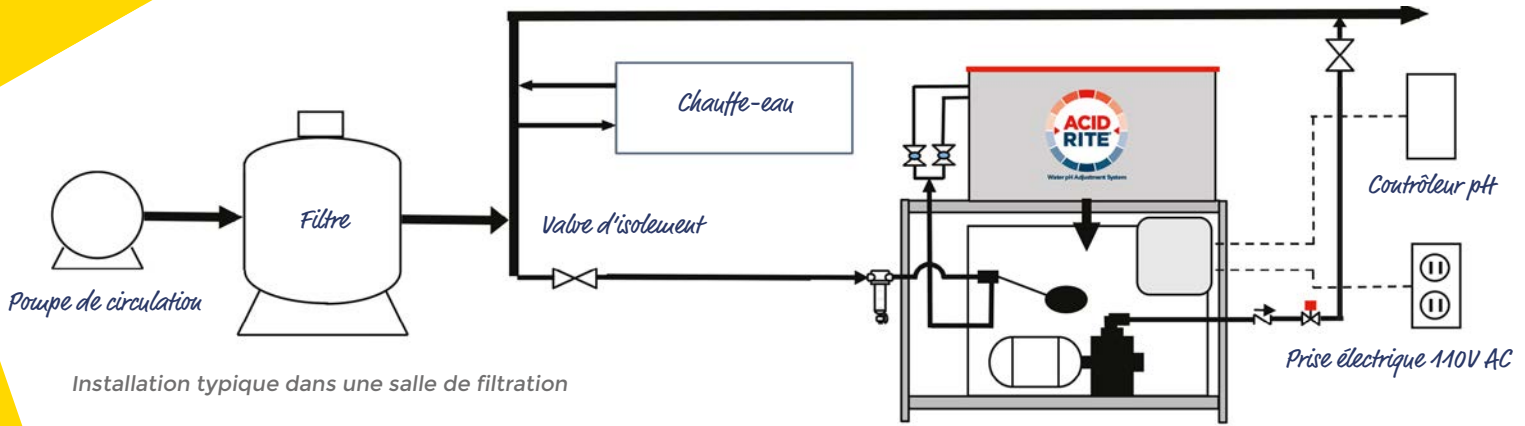 Chauffe-eau
ACID
RITE
Water pH Adjustment System
Contrôleur pH
Filtre
Valve d'isolement
Pompe de circulation
Prise électrique 110V AC
Installation typique dans une salle de filtration